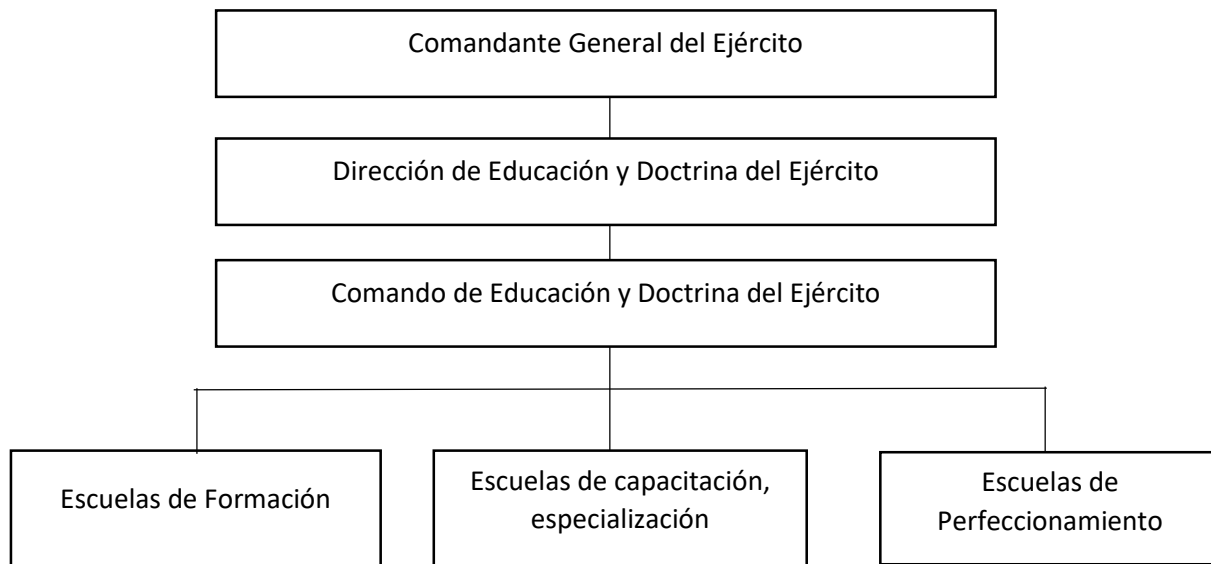 Comandante General del Ejército
Dirección de Educación y Doctrina del Ejército
Comando de Educación y Doctrina del Ejército
Escuelas de Formación
Escuelas de capacitación,
especialización
Escuelas de
Perfeccionamiento